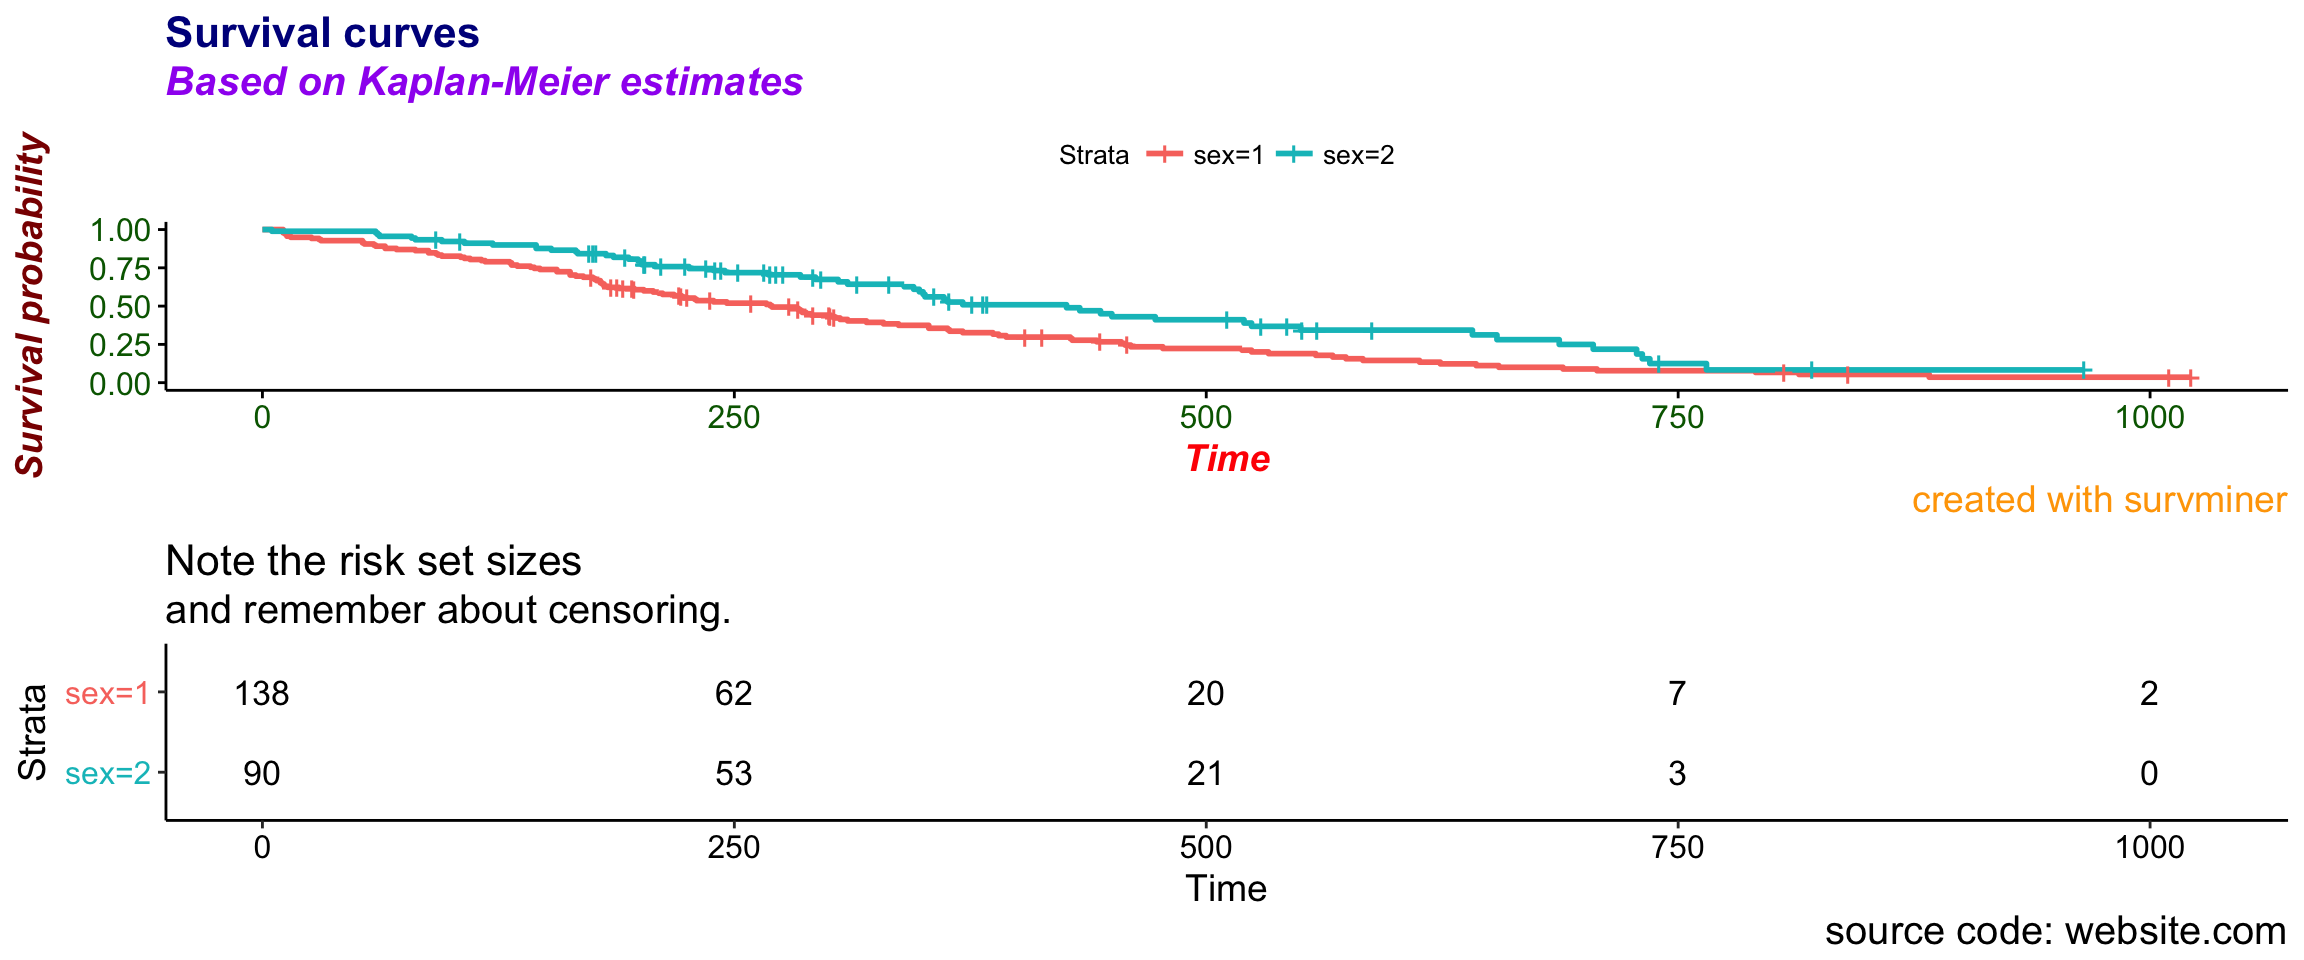 Survival curves
Based on Kaplan-Meier estimates
Strata sex=1 sex=2
Survival probability
1.00
0.75
0.50
0.25
0.00
0 250 500 750 1000
Time
created with survminer
Note the risk set sizes
and remember about censoring.
Strata
sex=1 138 62 20 7 2
sex=2 90 53 21 3 0
0 250 500 750 1000
Time
source code: website.com